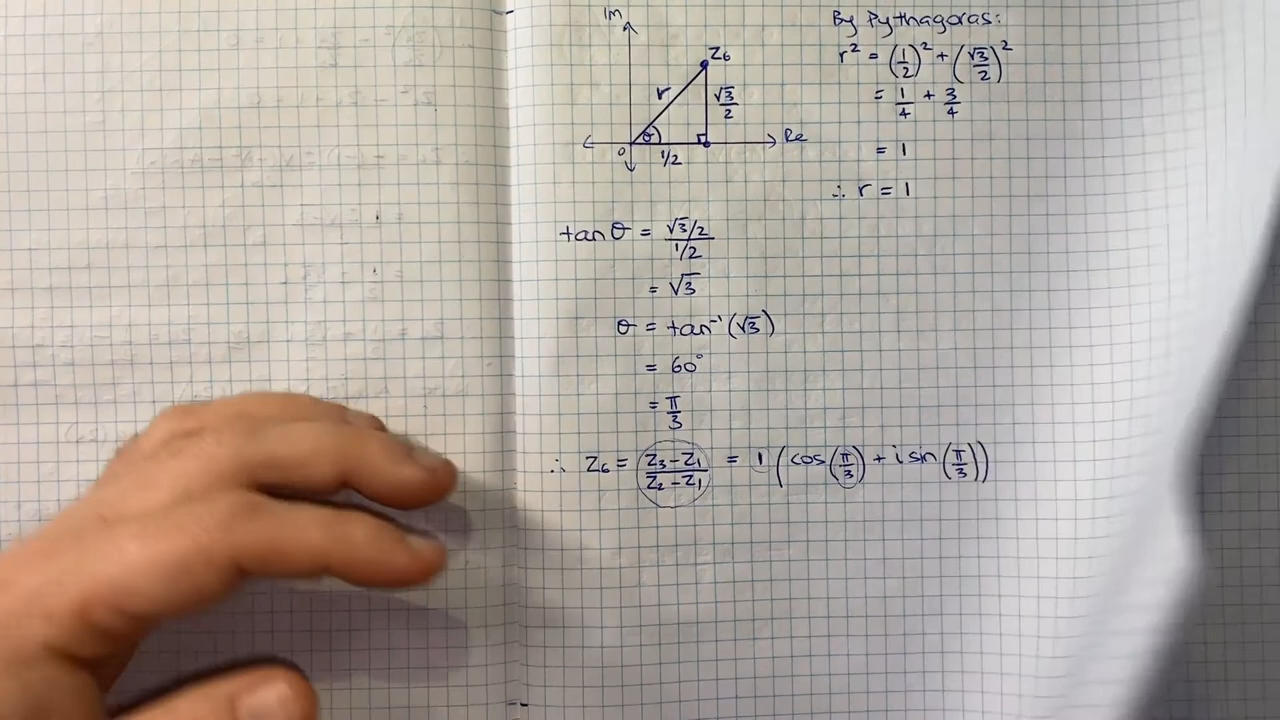 Im
Z₆
r
√3/2
θ
0
1/2
Re
By Pythagoras:
r² = (1/2)² + (√3/2)²
= 1/4 + 3/4
= 1
∴ r = 1
tan θ = (√3/2)/(1/2)
= √3
θ = tan⁻¹(√3)
= 60°
= π/3
∴ Z₆ = (Z₃-Z₁)/(Z₂-Z₁) = 1 (cos(π/3) + i sin(π/3))